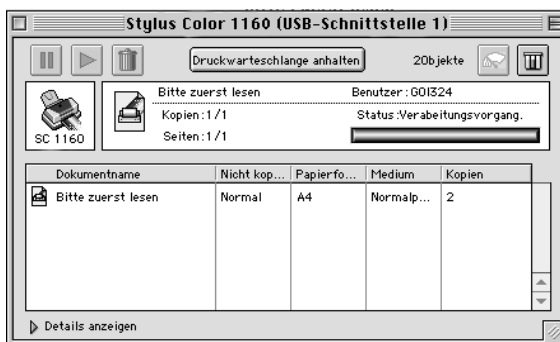 Stylus Color 1160 (USB-Schnittstelle 1)
Druckwarteschlange anhalten
2Objekte
Bitte zuerst lesen
Benutzer : GOI324
Kopien : 1/1
Status :Verabeitungsvorgang.
Seiten : 1/1
SC 1160
Dokumentname Nicht kop... Papierfo... Medium Kopien
Bitte zuerst lesen Normal A4 Normalp... 2
Details anzeigen